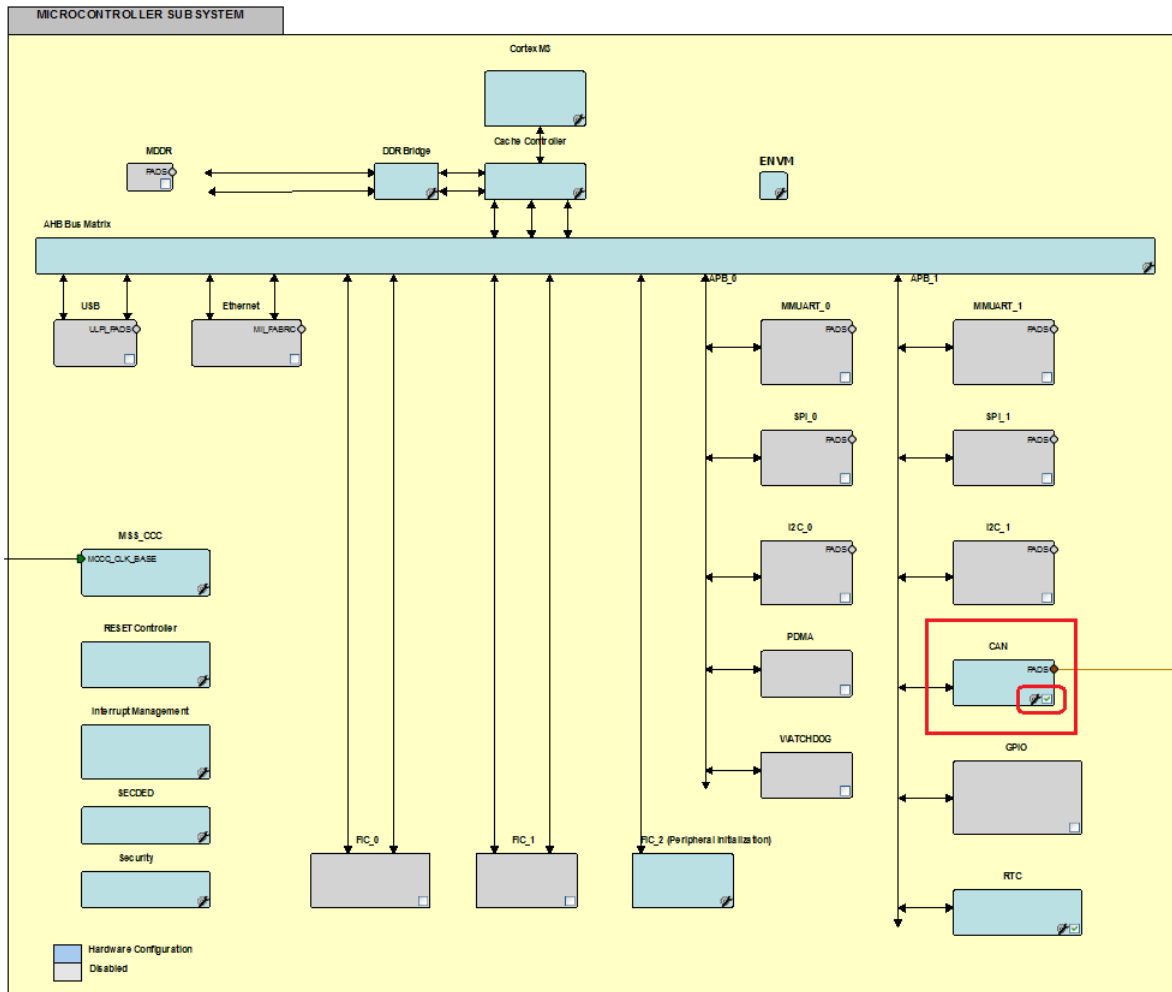 MICROCONTROLLER SUBSYSTEM
Cortex M3
Cache Controller
MDDR
PADS
DDR Bridge
ENVM
AHB Bus Matrix
APB_0
APB_1
USB
ULPI_PADS
Ethernet
MII_FABRIC
MMUART_0
PADS
MMUART_1
PADS
SPI_0
PADS
SPI_1
PADS
MSS_CCC
MCCC_CLK_BASE
I2C_0
PADS
I2C_1
PADS
RESET Controller
PDMA
CAN
PADS
Interrupt Management
WATCHDOG
GPIO
SECDED
FIC_0
FIC_1
FIC_2 (Peripheral Initialization)
Security
RTC
Hardware Configuration
Disabled